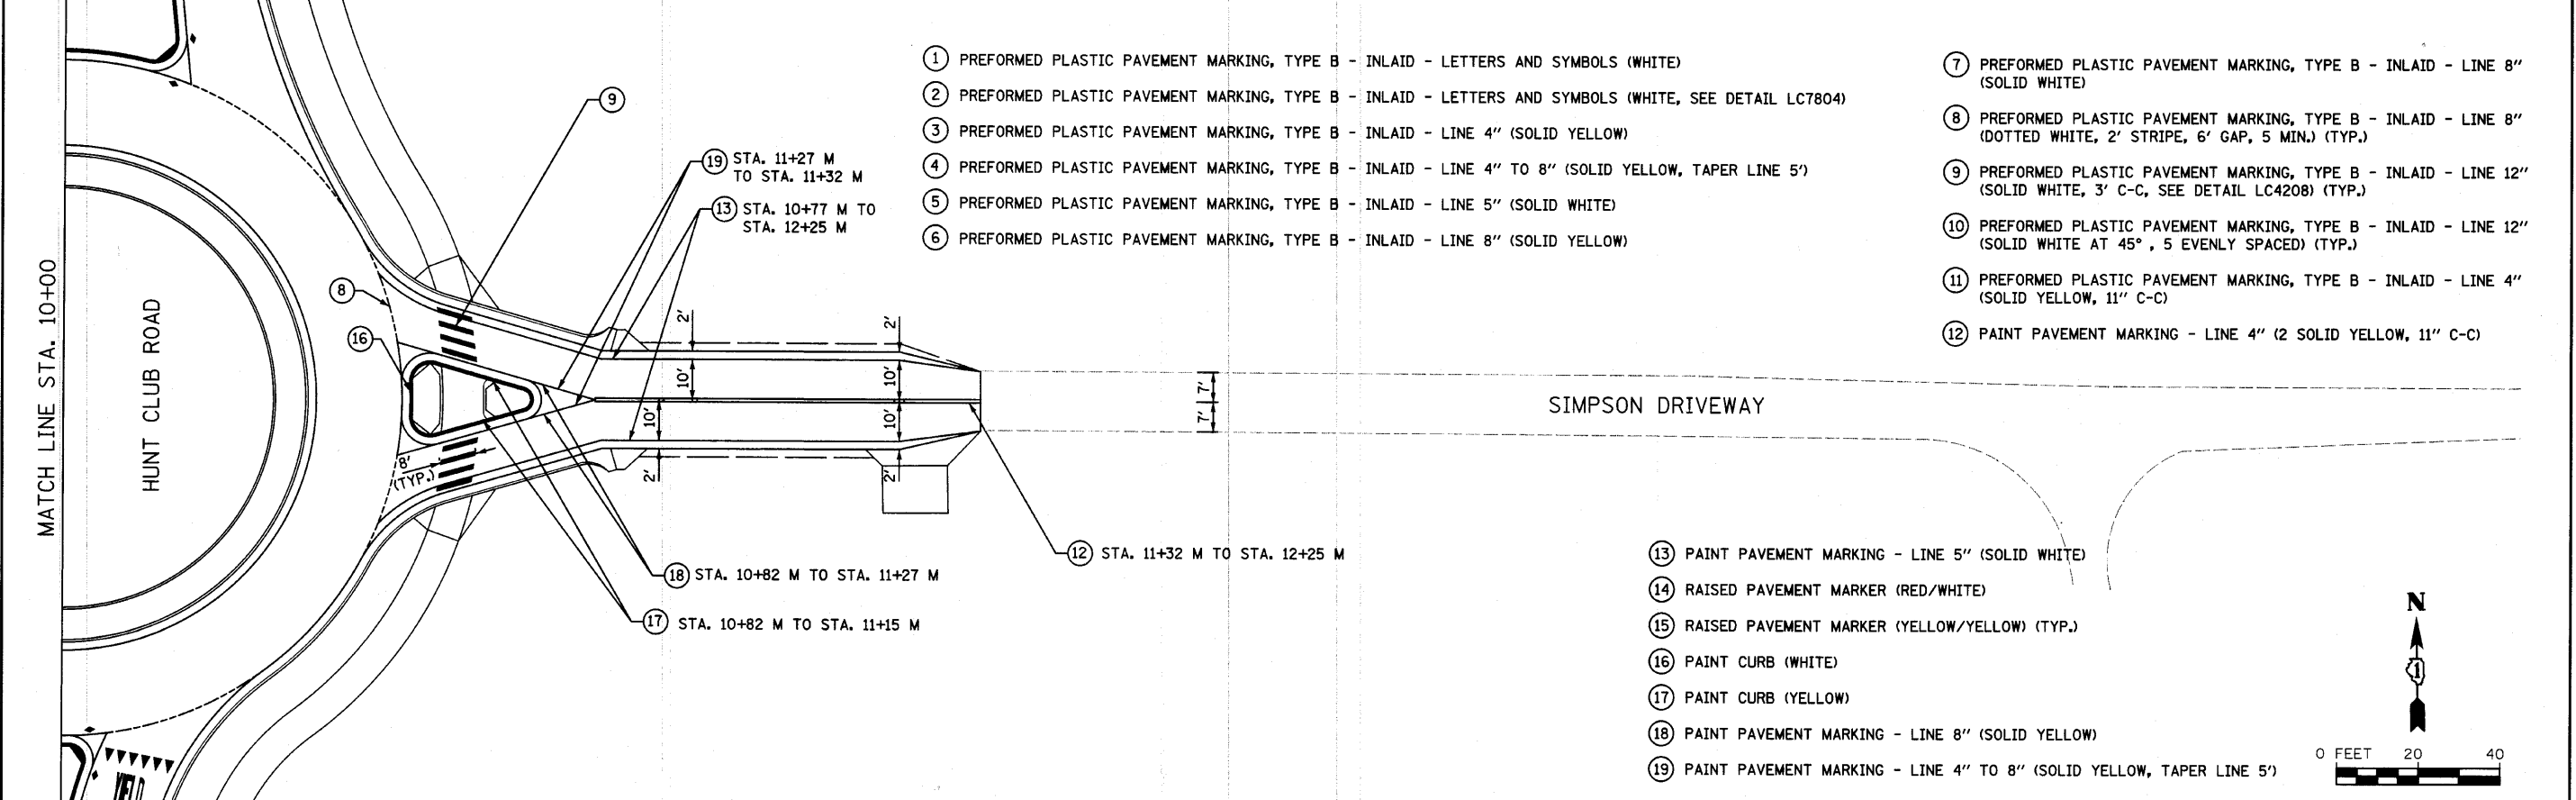 MATCH LINE STA. 10+00
HUNT CLUB ROAD
9
8
16
19 STA. 11+27 M
TO STA. 11+32 M
13 STA. 10+77 M TO
STA. 12+25 M
2'
2'
10'
10'
10'
10'
2'
2'
8'
(TYP.)
7'
7'
SIMPSON DRIVEWAY
12 STA. 11+32 M TO STA. 12+25 M
18 STA. 10+82 M TO STA. 11+27 M
17 STA. 10+82 M TO STA. 11+15 M
YIELD
1 PREFORMED PLASTIC PAVEMENT MARKING, TYPE B - INLAID - LETTERS AND SYMBOLS (WHITE)
2 PREFORMED PLASTIC PAVEMENT MARKING, TYPE B - INLAID - LETTERS AND SYMBOLS (WHITE, SEE DETAIL LC7804)
3 PREFORMED PLASTIC PAVEMENT MARKING, TYPE B - INLAID - LINE 4" (SOLID YELLOW)
4 PREFORMED PLASTIC PAVEMENT MARKING, TYPE B - INLAID - LINE 4" TO 8" (SOLID YELLOW, TAPER LINE 5')
5 PREFORMED PLASTIC PAVEMENT MARKING, TYPE B - INLAID - LINE 5" (SOLID WHITE)
6 PREFORMED PLASTIC PAVEMENT MARKING, TYPE B - INLAID - LINE 8" (SOLID YELLOW)
7 PREFORMED PLASTIC PAVEMENT MARKING, TYPE B - INLAID - LINE 8"
(SOLID WHITE)
8 PREFORMED PLASTIC PAVEMENT MARKING, TYPE B - INLAID - LINE 8"
(DOTTED WHITE, 2' STRIPE, 6' GAP, 5 MIN.) (TYP.)
9 PREFORMED PLASTIC PAVEMENT MARKING, TYPE B - INLAID - LINE 12"
(SOLID WHITE, 3' C-C, SEE DETAIL LC4208) (TYP.)
10 PREFORMED PLASTIC PAVEMENT MARKING, TYPE B - INLAID - LINE 12"
(SOLID WHITE AT 45° , 5 EVENLY SPACED) (TYP.)
11 PREFORMED PLASTIC PAVEMENT MARKING, TYPE B - INLAID - LINE 4"
(SOLID YELLOW, 11" C-C)
12 PAINT PAVEMENT MARKING - LINE 4" (2 SOLID YELLOW, 11" C-C)
13 PAINT PAVEMENT MARKING - LINE 5" (SOLID WHITE)
14 RAISED PAVEMENT MARKER (RED/WHITE)
15 RAISED PAVEMENT MARKER (YELLOW/YELLOW) (TYP.)
16 PAINT CURB (WHITE)
17 PAINT CURB (YELLOW)
18 PAINT PAVEMENT MARKING - LINE 8" (SOLID YELLOW)
19 PAINT PAVEMENT MARKING - LINE 4" TO 8" (SOLID YELLOW, TAPER LINE 5')
N
1
0 FEET 20 40